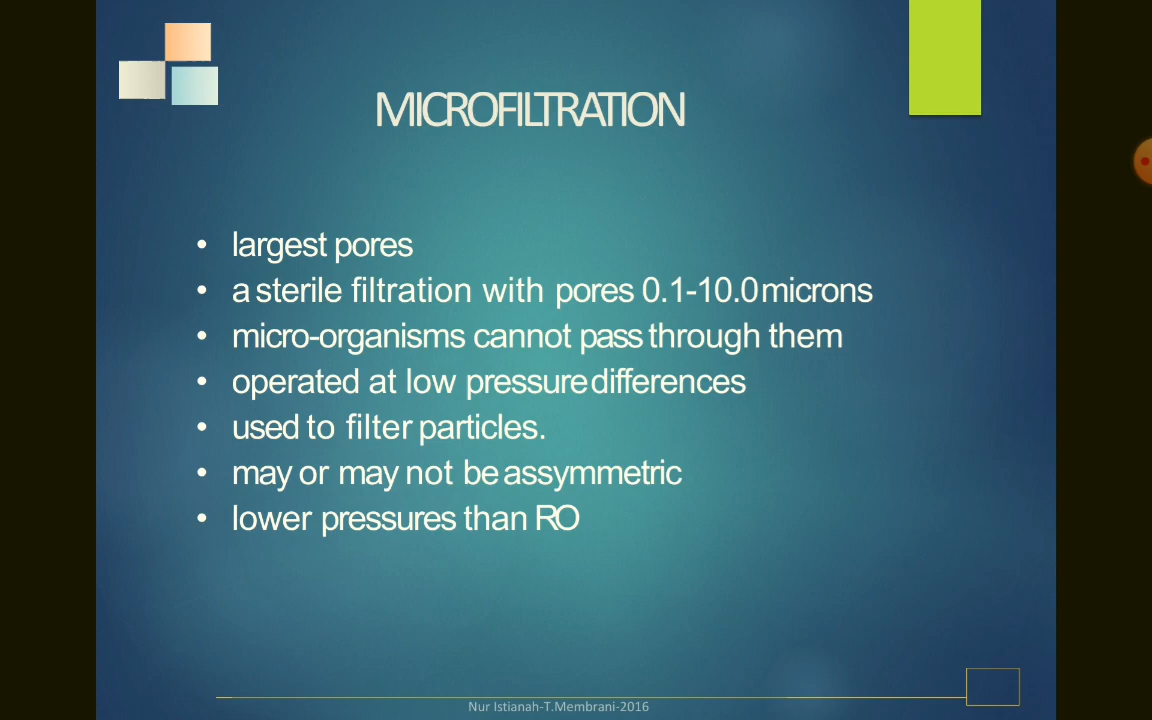 MICROFILTRATION
• largest pores
• a sterile filtration with pores 0.1-10.0 microns
• micro-organisms cannot pass through them
• operated at low pressure differences
• used to filter particles.
• may or may not be assymmetric
• lower pressures than RO
Nur Istianah-T.Membrani-2016